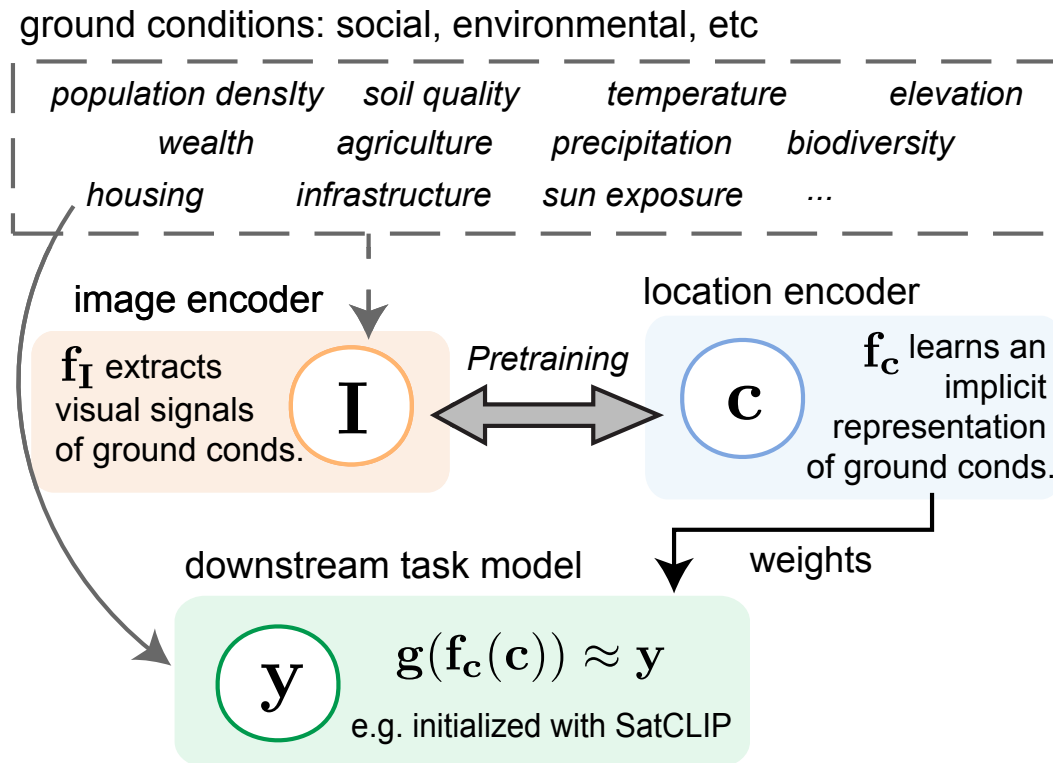 ground conditions: social, environmental, etc
population densIty soil quality temperature elevation
wealth agriculture precipitation biodiversity
housing infrastructure sun exposure ...
image encoder
f_I extracts
visual signals
of ground conds.
I
Pretraining
location encoder
c
f_c learns an
implicit
representation
of ground conds.
weights
downstream task model
y
g(f_c(c)) ≈ y
e.g. initialized with SatCLIP